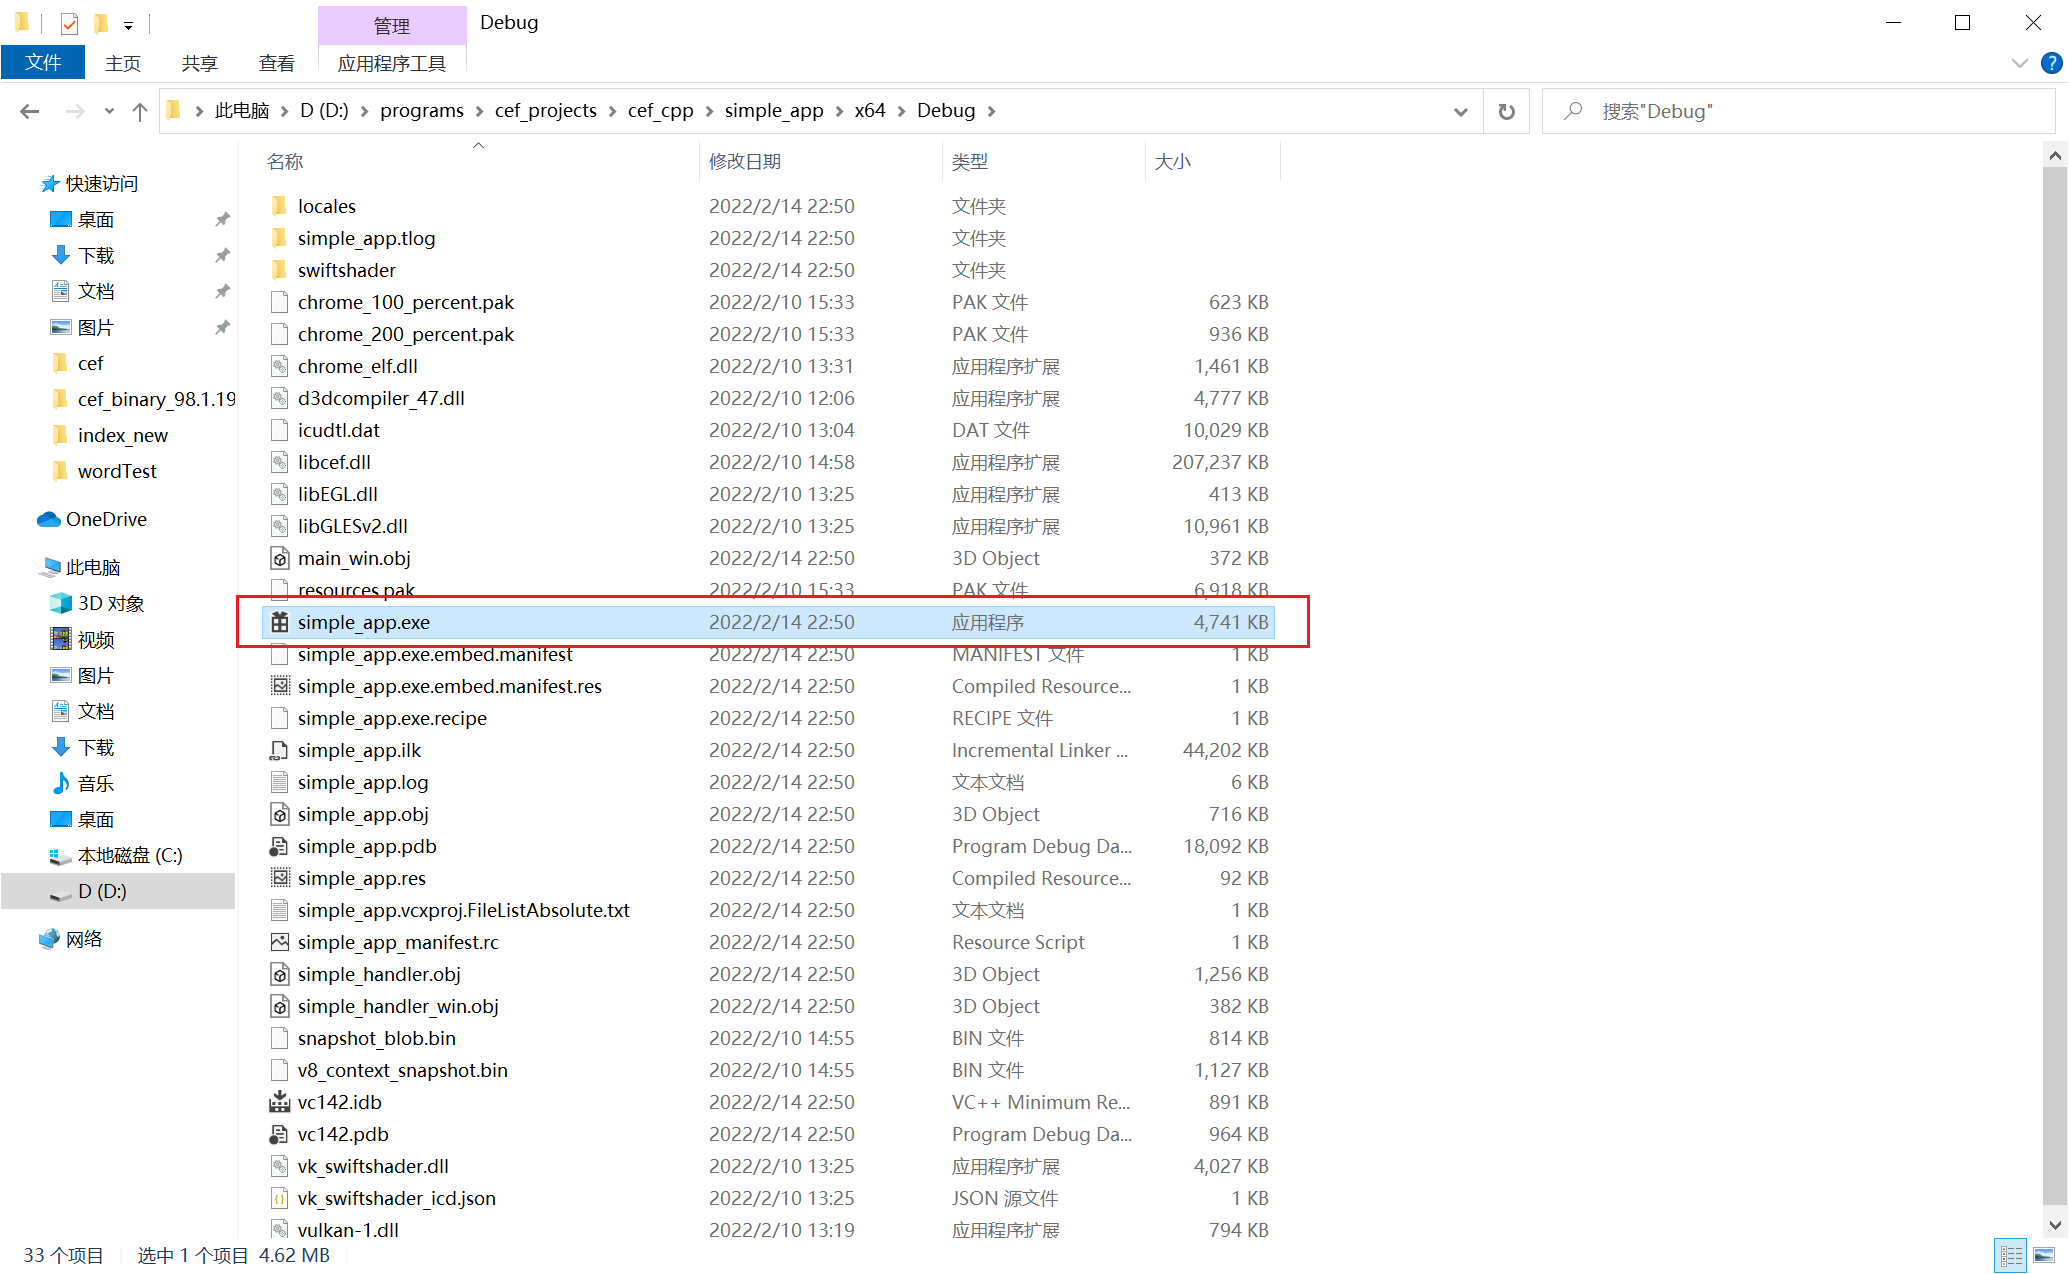 管理 Debug
文件 主页 共享 查看 应用程序工具
此电脑 D (D:) programs cef_projects cef_cpp simple_app x64 Debug 搜索"Debug"
名称 修改日期 类型 大小
快速访问
桌面
下载
文档
图片
cef
cef_binary_98.1.19
index_new
wordTest
OneDrive
此电脑
3D 对象
视频
图片
文档
下载
音乐
桌面
本地磁盘 (C:)
D (D:)
网络
locales 2022/2/14 22:50 文件夹
simple_app.tlog 2022/2/14 22:50 文件夹
swiftshader 2022/2/14 22:50 文件夹
chrome_100_percent.pak 2022/2/10 15:33 PAK 文件 623 KB
chrome_200_percent.pak 2022/2/10 15:33 PAK 文件 936 KB
chrome_elf.dll 2022/2/10 13:31 应用程序扩展 1,461 KB
d3dcompiler_47.dll 2022/2/10 12:06 应用程序扩展 4,777 KB
icudtl.dat 2022/2/10 13:04 DAT 文件 10,029 KB
libcef.dll 2022/2/10 14:58 应用程序扩展 207,237 KB
libEGL.dll 2022/2/10 13:25 应用程序扩展 413 KB
libGLESv2.dll 2022/2/10 13:25 应用程序扩展 10,961 KB
main_win.obj 2022/2/14 22:50 3D Object 372 KB
resources.pak 2022/2/10 15:33 PAK 文件 6,918 KB
simple_app.exe 2022/2/14 22:50 应用程序 4,741 KB
simple_app.exe.embed.manifest 2022/2/14 22:50 MANIFEST 文件 1 KB
simple_app.exe.embed.manifest.res 2022/2/14 22:50 Compiled Resource... 1 KB
simple_app.exe.recipe 2022/2/14 22:50 RECIPE 文件 1 KB
simple_app.ilk 2022/2/14 22:50 Incremental Linker ... 44,202 KB
simple_app.log 2022/2/14 22:50 文本文档 6 KB
simple_app.obj 2022/2/14 22:50 3D Object 716 KB
simple_app.pdb 2022/2/14 22:50 Program Debug Da... 18,092 KB
simple_app.res 2022/2/14 22:50 Compiled Resource... 92 KB
simple_app.vcxproj.FileListAbsolute.txt 2022/2/14 22:50 文本文档 1 KB
simple_app_manifest.rc 2022/2/14 22:50 Resource Script 1 KB
simple_handler.obj 2022/2/14 22:50 3D Object 1,256 KB
simple_handler_win.obj 2022/2/14 22:50 3D Object 382 KB
snapshot_blob.bin 2022/2/10 14:55 BIN 文件 814 KB
v8_context_snapshot.bin 2022/2/10 14:55 BIN 文件 1,127 KB
vc142.idb 2022/2/14 22:50 VC++ Minimum Re... 891 KB
vc142.pdb 2022/2/14 22:50 Program Debug Da... 964 KB
vk_swiftshader.dll 2022/2/10 13:25 应用程序扩展 4,027 KB
vk_swiftshader_icd.json 2022/2/10 13:25 JSON 源文件 1 KB
vulkan-1.dll 2022/2/10 13:19 应用程序扩展 794 KB
33 个项目 选中 1 个项目 4.62 MB